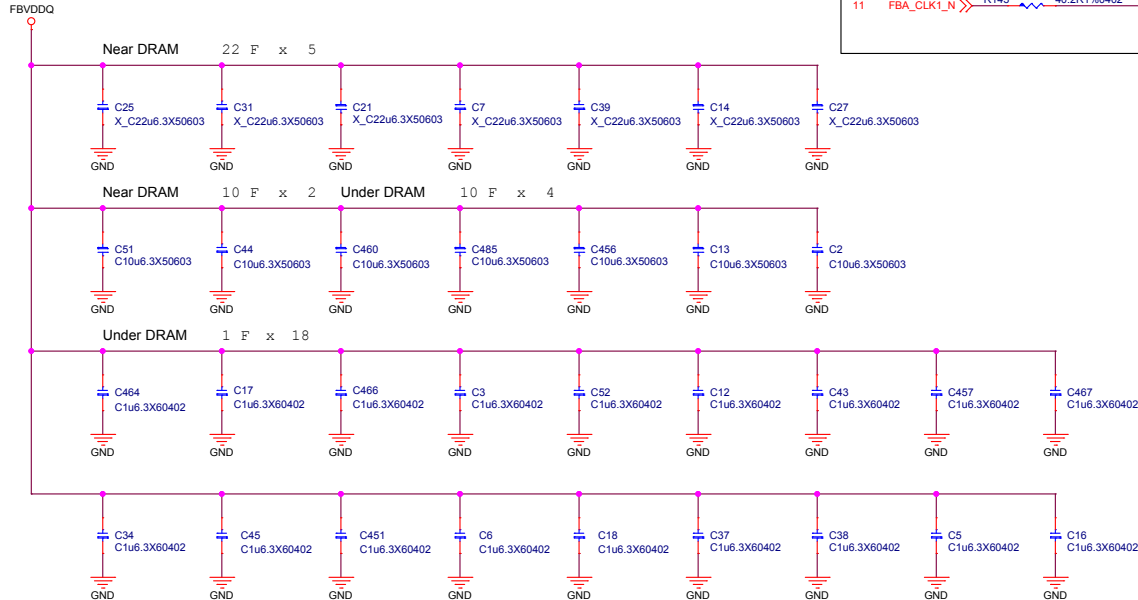 FBVDDQ
11 FBA_CLK1_N
Near DRAM 22 F x 5
C25 C31 C21 C7 C39 C14 C27
X_C22u6.3X50603 X_C22u6.3X50603 X_C22u6.3X50603 X_C22u6.3X50603 X_C22u6.3X50603 X_C22u6.3X50603 X_C22u6.3X50603
GND GND GND GND GND GND GND
Near DRAM 10 F x 2 Under DRAM 10 F x 4
C51 C44 C460 C485 C456 C13 C2
C10u6.3X50603 C10u6.3X50603 C10u6.3X50603 C10u6.3X50603 C10u6.3X50603 C10u6.3X50603 C10u6.3X50603
GND GND GND GND GND GND GND
Under DRAM 1 F x 18
C464 C17 C466 C3 C52 C12 C43 C457 C467
C1u6.3X60402 C1u6.3X60402 C1u6.3X60402 C1u6.3X60402 C1u6.3X60402 C1u6.3X60402 C1u6.3X60402 C1u6.3X60402 C1u6.3X60402
GND GND GND GND GND GND GND GND GND
C34 C45 C451 C6 C18 C37 C38 C5 C16
C1u6.3X60402 C1u6.3X60402 C1u6.3X60402 C1u6.3X60402 C1u6.3X60402 C1u6.3X60402 C1u6.3X60402 C1u6.3X60402 C1u6.3X60402
GND GND GND GND GND GND GND GND GND